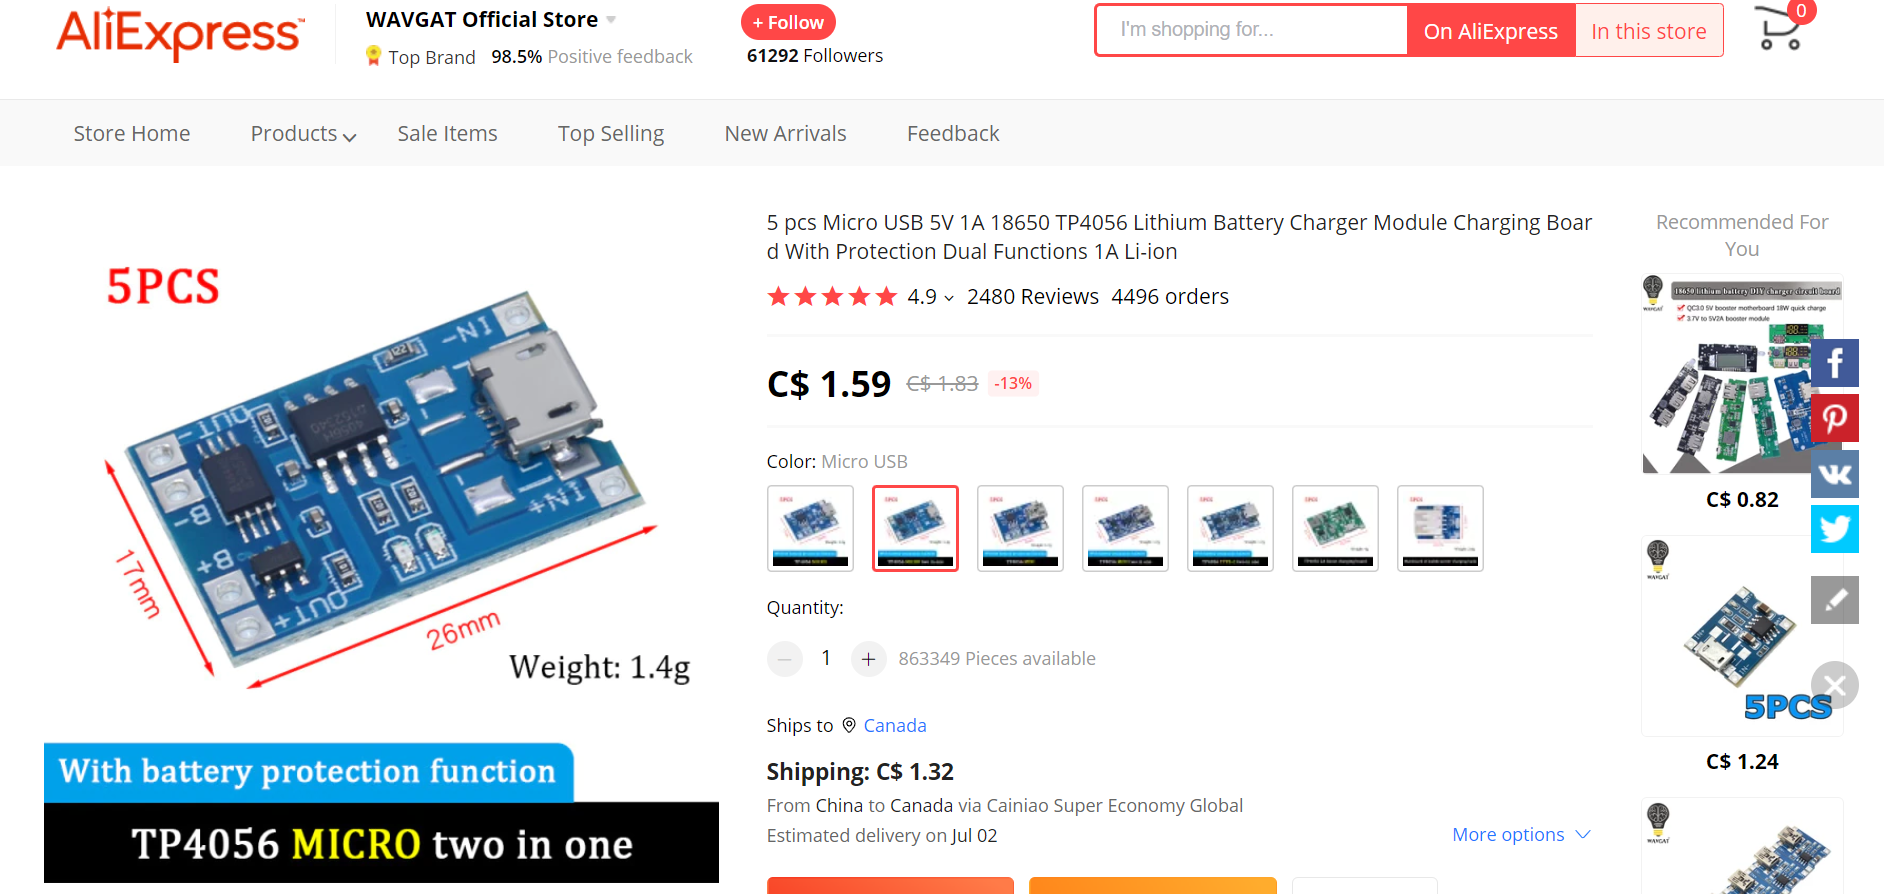 AliExpress
WAVGAT Official Store
Top Brand 98.5% Positive feedback
+ Follow
61292 Followers
I'm shopping for...
On AliExpress
In this store
0
Store Home
Products
Sale Items
Top Selling
New Arrivals
Feedback
5PCS
IN-
OUT-
B-
B+
OUT+
IN+
122
17mm
26mm
Weight: 1.4g
With battery protection function
TP4056 MICRO two in one
5 pcs Micro USB 5V 1A 18650 TP4056 Lithium Battery Charger Module Charging Boar
d With Protection Dual Functions 1A Li-ion
4.9 2480 Reviews 4496 orders
C$ 1.59 C$ 1.83 -13%
Color: Micro USB
Quantity:
1
863349 Pieces available
Ships to Canada
Shipping: C$ 1.32
From China to Canada via Cainiao Super Economy Global
Estimated delivery on Jul 02
More options
Recommended For
You
WAVGAT
18650 lithium battery DIY charger circuit board
QC3.0 5V booster motherboard 18W quick charge
3.7V to 5V2A booster module
C$ 0.82
WAVGAT
5PCS
C$ 1.24
WAVGAT